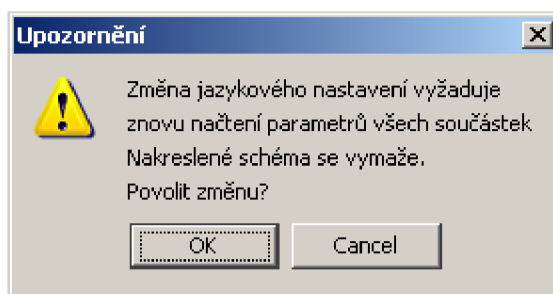 Upozornění
Změna jazykového nastavení vyžaduje
znovu načtení parametrů všech součástek
Nakreslené schéma se vymaže.
Povolit změnu?
OK
Cancel